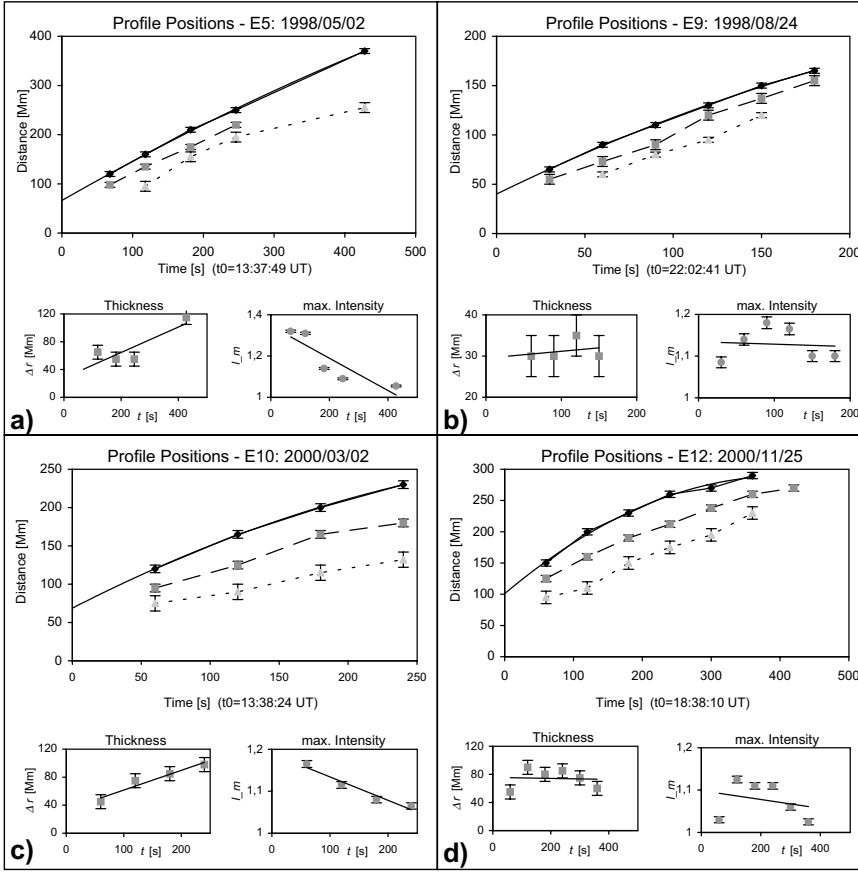 Profile Positions - E5: 1998/05/02
Distance [Mm]
400
300
200
100
0
0 100 200 300 400 500
Time [s] (t0=13:37:49 UT)
Thickness
Δ r [Mm]
120
80
40
0
0 200 400
t [s]
max. Intensity
I_m
1,4
1,2
1
0 200 400
t [s]
a)
Profile Positions - E9: 1998/08/24
Distance [Mm]
200
150
100
50
0
0 50 100 150 200
Time [s] (t0=22:02:41 UT)
Thickness
Δ r [Mm]
40
30
20
0 100 200
t [s]
max. Intensity
I_m
1,2
1,1
1
0 100 200
t [s]
b)
Profile Positions - E10: 2000/03/02
Distance [Mm]
250
200
150
100
50
0
0 50 100 150 200 250
Time [s] (t0=13:38:24 UT)
Thickness
Δ r [Mm]
120
80
40
0
0 100 200
t [s]
max. Intensity
I_m
1,2
1,1
1
0 100 200
t [s]
c)
Profile Positions - E12: 2000/11/25
Distance [Mm]
300
250
200
150
100
50
0
0 100 200 300 400 500
Time [s] (t0=18:38:10 UT)
Thickness
Δ r [Mm]
120
80
40
0
0 200 400
t [s]
max. Intensity
I_m
1,2
1,1
1
0 200 400
t [s]
d)